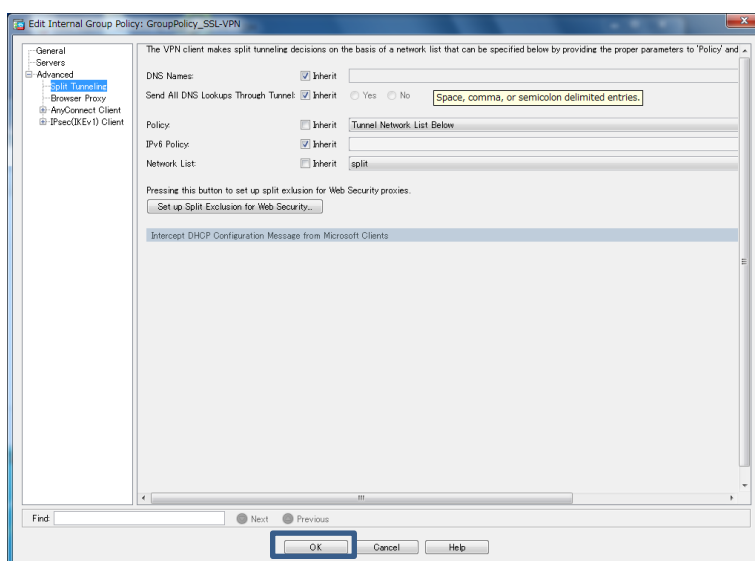 Edit Internal Group Policy: GroupPolicy_SSL-VPN
General
Servers
Advanced
Split Tunneling
Browser Proxy
AnyConnect Client
IPsec(IKEv1) Client
The VPN client makes split tunneling decisions on the basis of a network list that can be specified below by providing the proper parameters to 'Policy' and
DNS Names: Inherit
Send All DNS Lookups Through Tunnel: Inherit Yes No
Space, comma, or semicolon delimited entries.
Policy: Inherit Tunnel Network List Below
IPv6 Policy: Inherit
Network List: Inherit split
Pressing this button to set up split exlusion for Web Security proxies.
Set up Split Exclusion for Web Security...
Intercept DHCP Configuration Message from Microsoft Clients
Find: Next Previous
OK Cancel Help